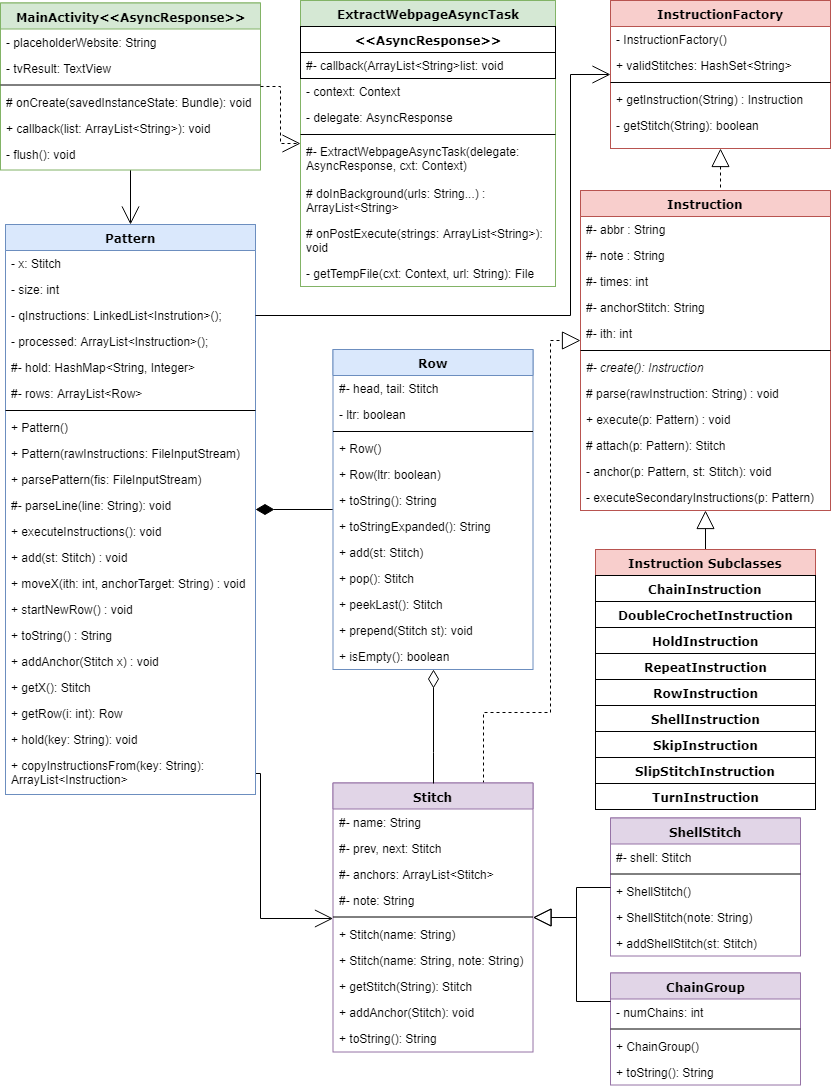 MainActivity<<AsyncResponse>>
- placeholderWebsite: String
- tvResult: TextView
# onCreate(savedInstanceState: Bundle): void
+ callback(list: ArrayList<String>): void
- flush(): void
ExtractWebpageAsyncTask
<<AsyncResponse>>
#- callback(ArrayList<String>list: void
- context: Context
- delegate: AsyncResponse
#- ExtractWebpageAsyncTask(delegate:
AsyncResponse, cxt: Context)
# doInBackground(urls: String...) :
ArrayList<String>
# onPostExecute(strings: ArrayList<String>):
void
- getTempFile(cxt: Context, url: String): File
InstructionFactory
- InstructionFactory()
+ validStitches: HashSet<String>
+ getInstruction(String) : Instruction
- getStitch(String): boolean
Instruction
#- abbr : String
#- note : String
#- times: int
#- anchorStitch: String
#- ith: int
#- create(): Instruction
# parse(rawInstruction: String) : void
+ execute(p: Pattern) : void
# attach(p: Pattern): Stitch
- anchor(p: Pattern, st: Stitch): void
- executeSecondaryInstructions(p: Pattern)
Pattern
- x: Stitch
- size: int
- qInstructions: LinkedList<Instrution>();
- processed: ArrayList<Instruction>();
#- hold: HashMap<String, Integer>
#- rows: ArrayList<Row>
+ Pattern()
+ Pattern(rawInstructions: FileInputStream)
+ parsePattern(fis: FileInputStream)
#- parseLine(line: String): void
+ executeInstructions(): void
+ add(st: Stitch) : void
+ moveX(ith: int, anchorTarget: String) : void
+ startNewRow() : void
+ toString() : String
+ addAnchor(Stitch x) : void
+ getX(): Stitch
+ getRow(i: int): Row
+ hold(key: String): void
+ copyInstructionsFrom(key: String):
ArrayList<Instruction>
Row
#- head, tail: Stitch
- ltr: boolean
+ Row()
+ Row(ltr: boolean)
+ toString(): String
+ toStringExpanded(): String
+ add(st: Stitch)
+ pop(): Stitch
+ peekLast(): Stitch
+ prepend(Stitch st): void
+ isEmpty(): boolean
Instruction Subclasses
ChainInstruction
DoubleCrochetInstruction
HoldInstruction
RepeatInstruction
RowInstruction
ShellInstruction
SkipInstruction
SlipStitchInstruction
TurnInstruction
Stitch
#- name: String
#- prev, next: Stitch
#- anchors: ArrayList<Stitch>
#- note: String
+ Stitch(name: String)
+ Stitch(name: String, note: String)
+ getStitch(String): Stitch
+ addAnchor(Stitch): void
+ toString(): String
ShellStitch
#- shell: Stitch
+ ShellStitch()
+ ShellStitch(note: String)
+ addShellStitch(st: Stitch)
ChainGroup
- numChains: int
+ ChainGroup()
+ toString(): String